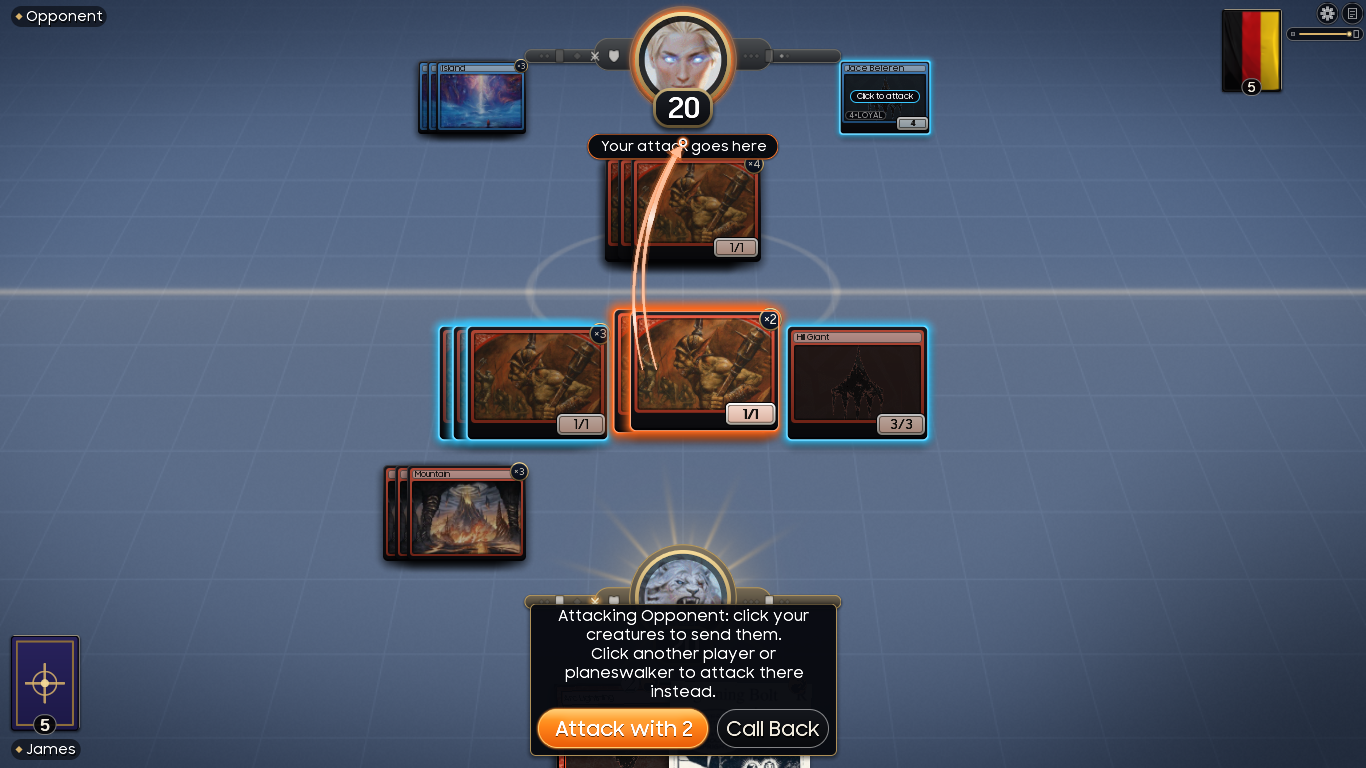 Opponent
Island
×3
20
Jace Beleren
Click to attack
4•LOYAL
4
5
Your attack goes here
×4
1/1
×3
1/1
×2
1/1
Hill Giant
3/3
Mountain
×3
Attacking Opponent: click your
creatures to send them.
Click another player or
planeswalker to attack there
instead.
Attack with 2
Call Back
5
James